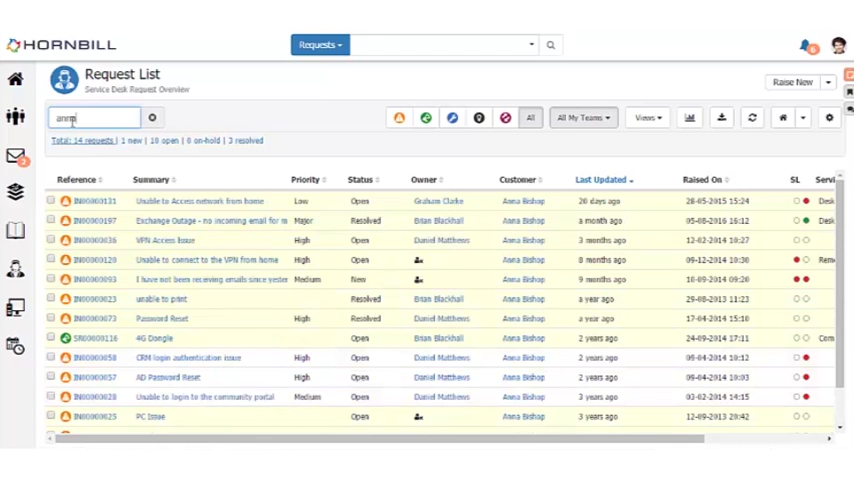 HORNBILL
Requests
6
Request List
Service Desk Request Overview
Raise New
anna
All
All My Teams
Views
Total: 14 requests | 1 new | 10 open | 0 on-hold | 3 resolved
2
Reference Summary Priority Status Owner Customer Last Updated Raised On SL Servi
IN00000131 Unable to Access network from home Low Open Graham Clarke Anna Bishop 20 days ago 28-05-2015 15:24 Desk
IN00000197 Exchange Outage - no incoming email for m Major Resolved Brian Blackhall Anna Bishop a month ago 05-08-2016 16:12 Desk
IN00000036 VPN Access Issue High Open Daniel Matthews Anna Bishop 3 months ago 12-02-2014 10:27
IN00000120 Unable to connect to the VPN from home High Open Anna Bishop 8 months ago 09-12-2014 10:30 Rem
IN00000093 I have not been receiving emails since yester Medium New Anna Bishop 9 months ago 10-09-2014 09:20
IN00000023 unable to print Resolved Brian Blackhall Anna Bishop a year ago 29-08-2013 11:23
IN00000073 Password Reset High Resolved Daniel Matthews Anna Bishop a year ago 17-04-2014 15:10
SR00000116 4G Dongle Open Brian Blackhall Anna Bishop 2 years ago 24-09-2014 17:11 Com
IN00000058 CRM login authentication issue High Open Daniel Matthews Anna Bishop 2 years ago 09-04-2014 10:12
IN00000057 AD Password Reset High Open Daniel Matthews Anna Bishop 2 years ago 09-04-2014 10:03
IN00000028 Unable to login to the community portal Medium Open Daniel Matthews Anna Bishop 2 years ago 03-02-2014 14:15
IN00000025 PC Issue Open Anna Bishop 3 years ago 12-09-2013 20:42